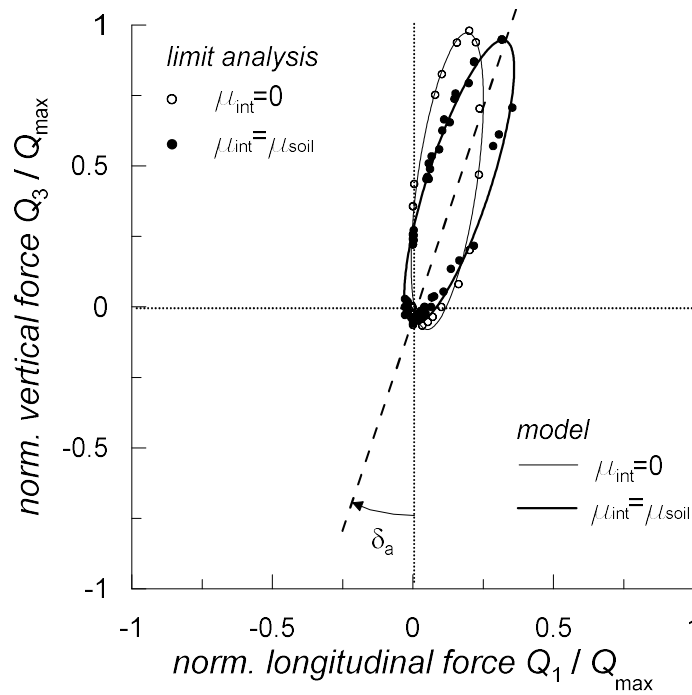 1
limit analysis
μint=0
μint=μsoil
0.5
norm. vertical force Q3 / Qmax
0
model
μint=0
-0.5
μint=μsoil
δa
-1
-1 -0.5 0 0.5 1
norm. longitudinal force Q1 / Qmax